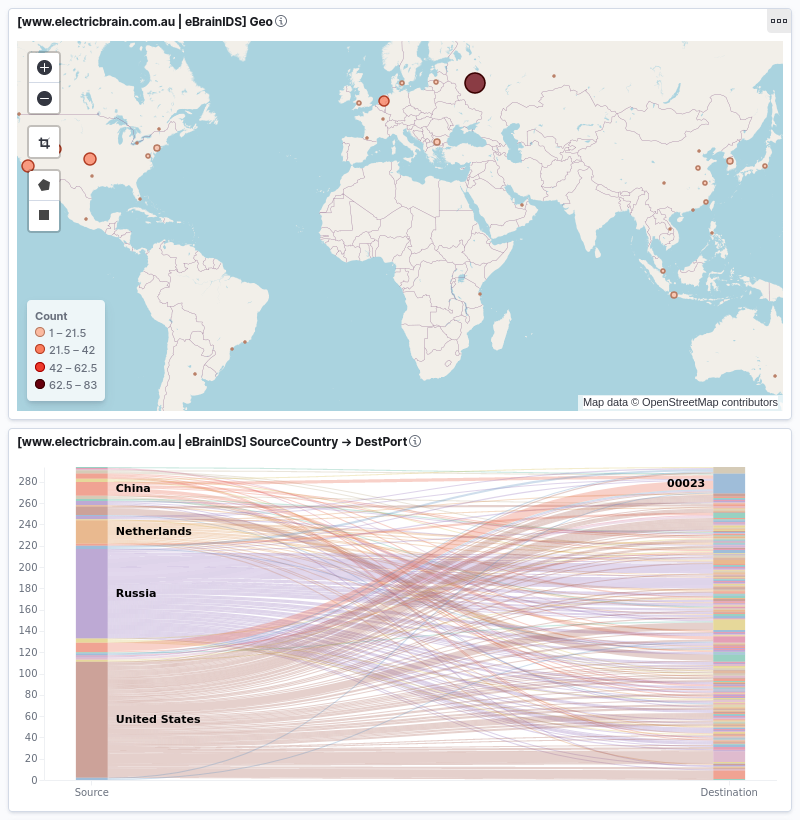 [www.electricbrain.com.au | eBrainIDS] Geo
Count
1 – 21.5
21.5 – 42
42 – 62.5
62.5 – 83
Map data © OpenStreetMap contributors
[www.electricbrain.com.au | eBrainIDS] SourceCountry → DestPort
280
260
240
220
200
180
160
140
120
100
80
60
40
20
0
China
Netherlands
Russia
United States
00023
Source
Destination